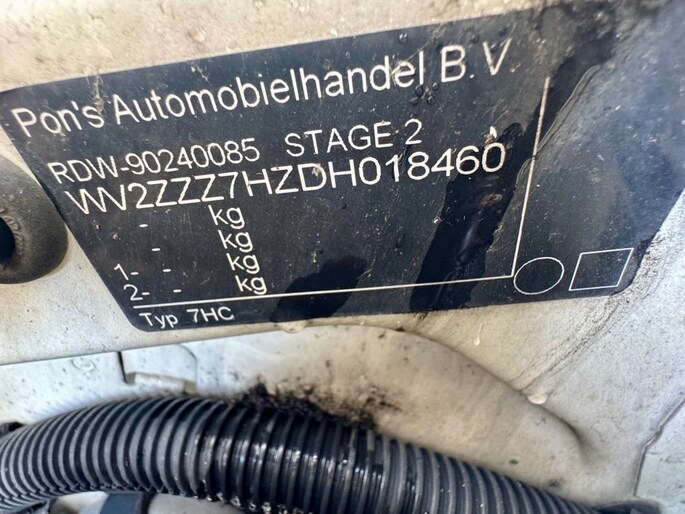 Pon's Automobielhandel B.V
RDW-90240085 STAGE 2
WV2ZZZ7HZDH018460
- kg
- kg
1- - kg
2- - kg
Typ 7HC